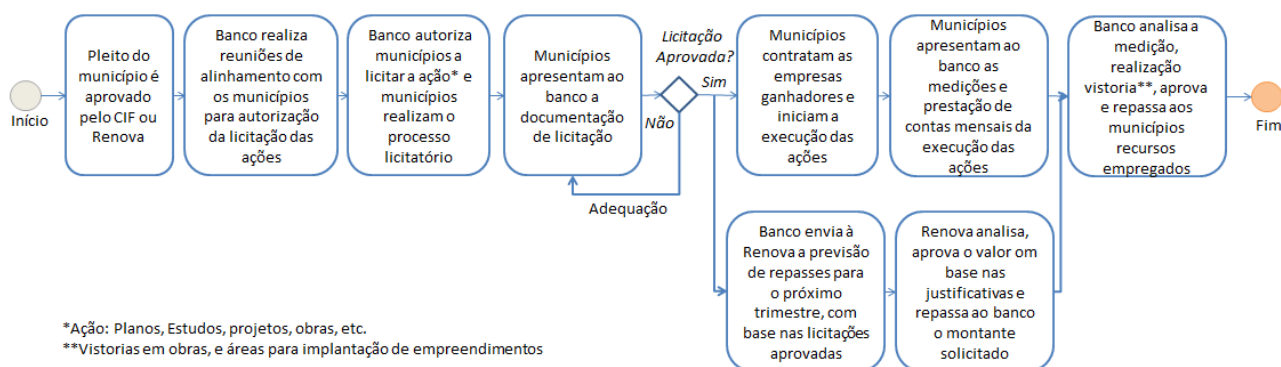 Início
Pleito do
município é
aprovado
pelo CIF ou
Renova
Banco realiza
reuniões de
alinhamento com
os municípios
para autorização
da licitação das
ações
Banco autoriza
municípios a
licitar a ação* e
municípios
realizam o
processo
licitatório
Municípios
apresentam ao
banco a
documentação
de licitação
Licitação
Aprovada?
Sim
Não
Adequação
Municípios
contratam as
empresas
ganhadores e
iniciam a
execução das
ações
Municípios
apresentam ao
banco as
medições e
prestação de
contas mensais da
execução das
ações
Banco analisa a
medição,
realização
vistoria**, aprova
e repassa aos
municípios
recursos
empregados
Fim
Banco envia à
Renova a previsão
de repasses para
o próximo
trimestre, com
base nas licitações
aprovadas
Renova analisa,
aprova o valor om
base nas
justificativas e
repassa ao banco
o montante
solicitado
*Ação: Planos, Estudos, projetos, obras, etc.
**Vistorias em obras, e áreas para implantação de empreendimentos